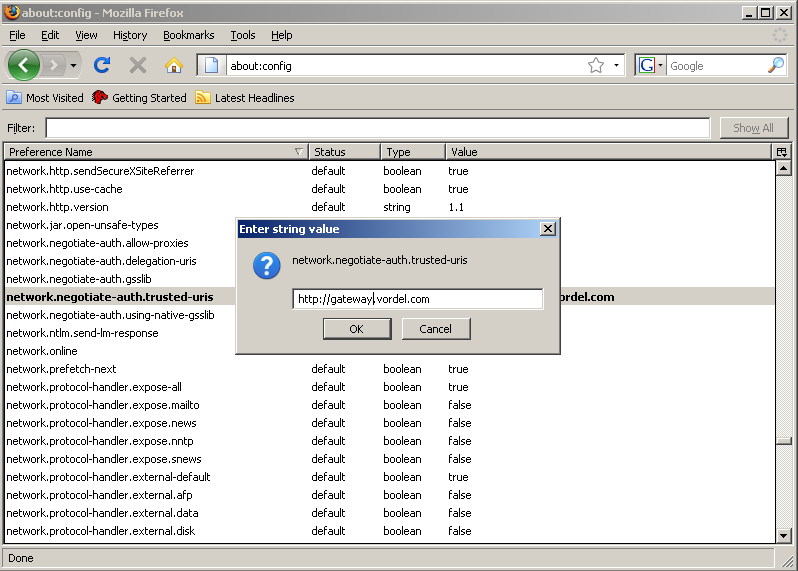 about:config - Mozilla Firefox
File Edit View History Bookmarks Tools Help
about:config Google
Most Visited Getting Started Latest Headlines
Filter: Show All
Preference Name Status Type Value
network.http.sendSecureXSiteReferrer default boolean true
network.http.use-cache default boolean true
network.http.version default string 1.1
network.jar.open-unsafe-types
network.negotiate-auth.allow-proxies
network.negotiate-auth.delegation-uris
network.negotiate-auth.gsslib
network.negotiate-auth.trusted-uris ordel.com
network.negotiate-auth.using-native-gsslib
network.ntlm.send-lm-response
network.online
Enter string value
network.negotiate-auth.trusted-uris
http://gateway.vordel.com
OK Cancel
network.prefetch-next default boolean true
network.protocol-handler.expose-all default boolean true
network.protocol-handler.expose.mailto default boolean false
network.protocol-handler.expose.news default boolean false
network.protocol-handler.expose.nntp default boolean false
network.protocol-handler.expose.snews default boolean false
network.protocol-handler.external-default default boolean true
network.protocol-handler.external.afp default boolean false
network.protocol-handler.external.data default boolean false
network.protocol-handler.external.disk default boolean false
Done